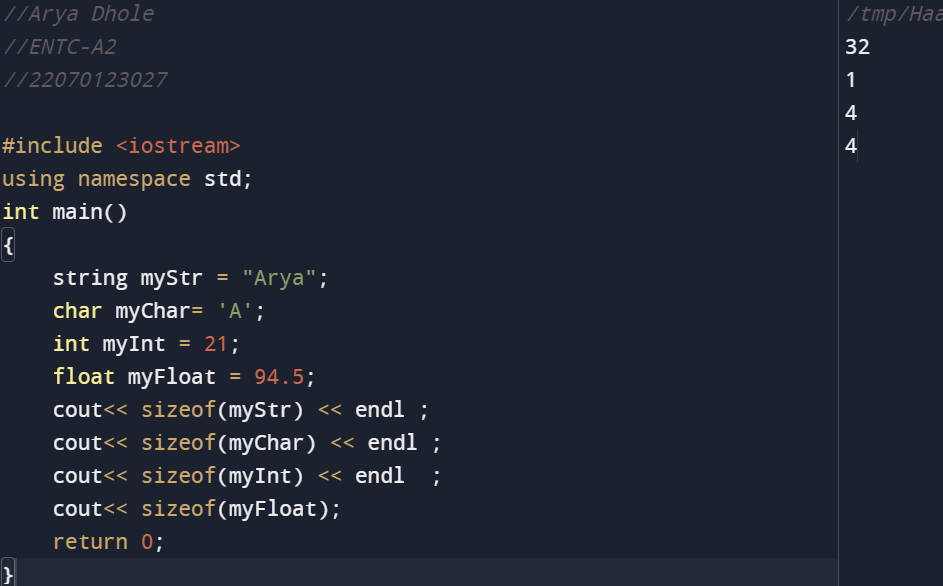 //Arya Dhole
//ENTC-A2
//22070123027
#include <iostream>
using namespace std;
int main()
{
    string myStr = "Arya";
    char myChar= 'A';
    int myInt = 21;
    float myFloat = 94.5;
    cout<< sizeof(myStr) << endl ;
    cout<< sizeof(myChar) << endl ;
    cout<< sizeof(myInt) << endl  ;
    cout<< sizeof(myFloat);
    return 0;
}
/tmp/Haa
32
1
4
4